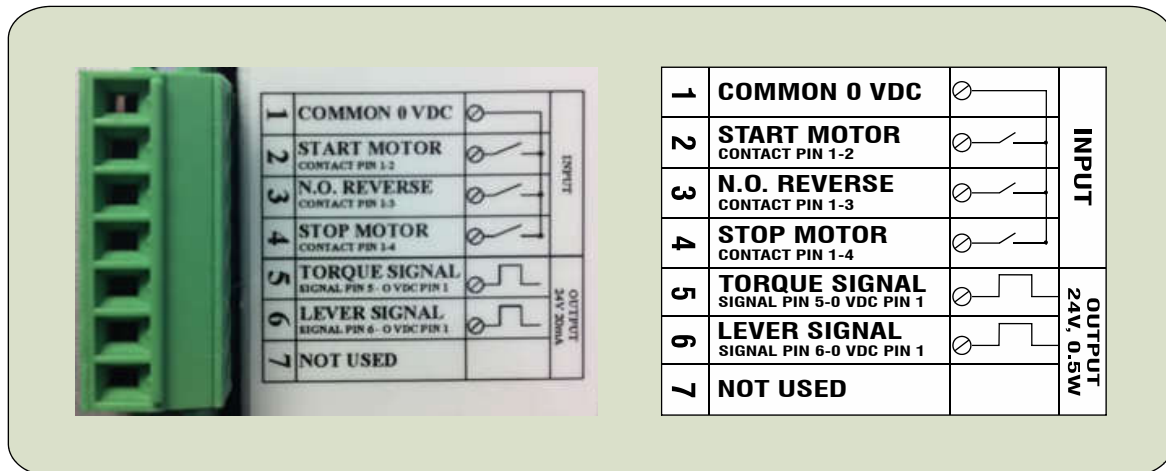 1 COMMON 0 VDC
2 START MOTOR
CONTACT PIN 1-2
3 N.O. REVERSE
CONTACT PIN 1-3
4 STOP MOTOR
CONTACT PIN 1-4
INPUT
5 TORQUE SIGNAL
SIGNAL PIN 5- O VDC PIN 1
6 LEVER SIGNAL
SIGNAL PIN 6- O VDC PIN 1
7 NOT USED
OUTPUT
24V 20mA
1 COMMON 0 VDC
2 START MOTOR
CONTACT PIN 1-2
3 N.O. REVERSE
CONTACT PIN 1-3
4 STOP MOTOR
CONTACT PIN 1-4
INPUT
5 TORQUE SIGNAL
SIGNAL PIN 5-0 VDC PIN 1
6 LEVER SIGNAL
SIGNAL PIN 6-0 VDC PIN 1
7 NOT USED
OUTPUT
24V, 0.5W